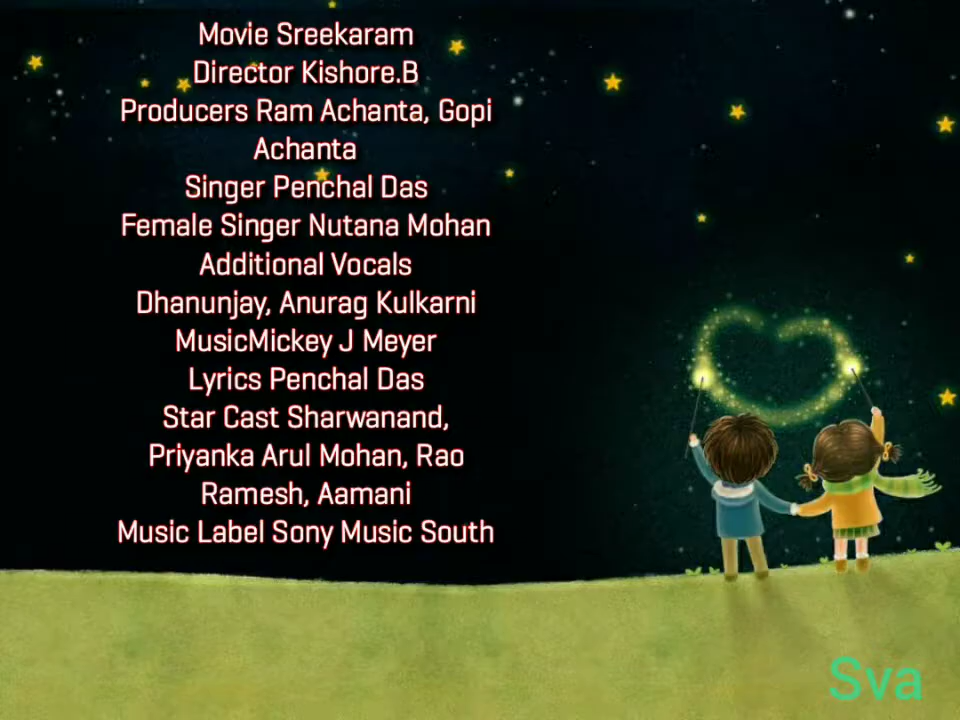 Movie Sreekaram
Director Kishore.B
Producers Ram Achanta, Gopi
Achanta
Singer Penchal Das
Female Singer Nutana Mohan
Additional Vocals
Dhanunjay, Anurag Kulkarni
MusicMickey J Meyer
Lyrics Penchal Das
Star Cast Sharwanand,
Priyanka Arul Mohan, Rao
Ramesh, Aamani
Music Label Sony Music South
Sva